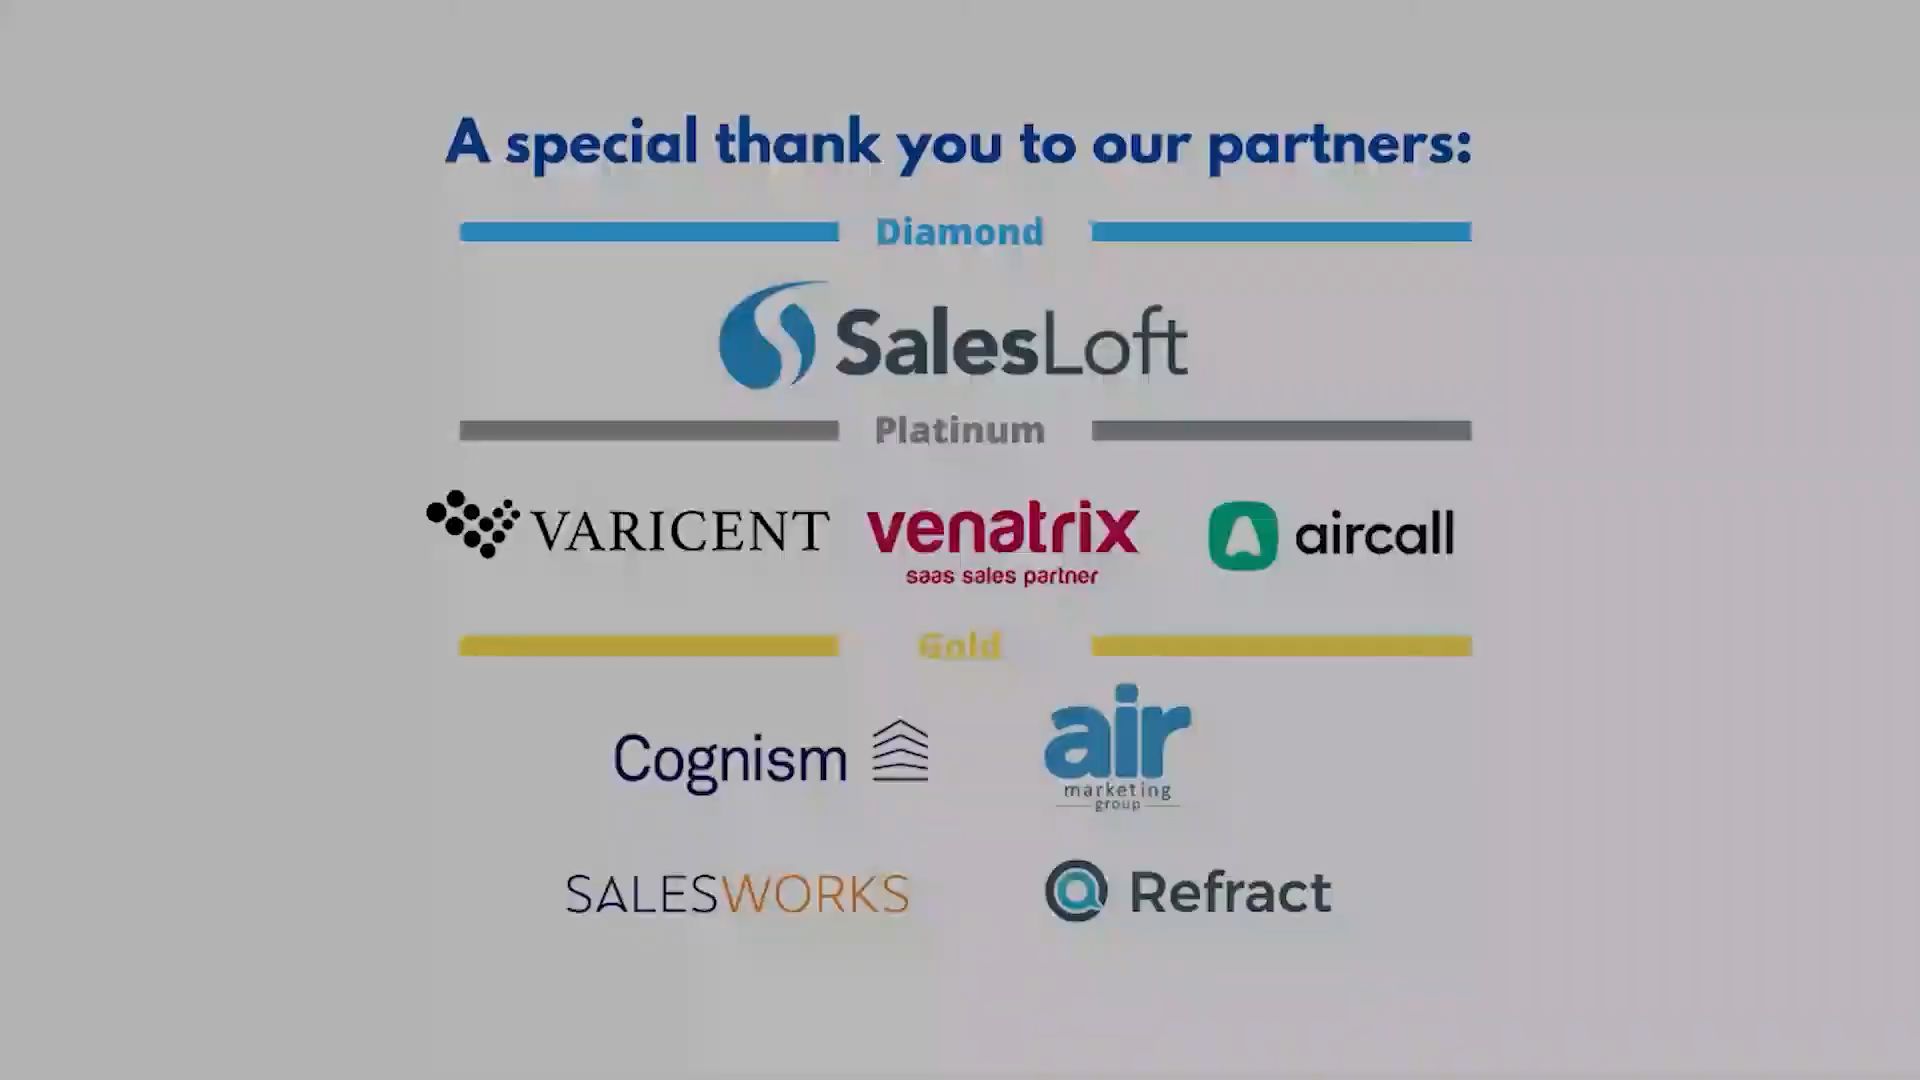 A special thank you to our partners:
Diamond
SalesLoft
Platinum
VARICENT venatrix aircall
saas sales partner
Gold
Cognism air
marketing
group
SALESWORKS Refract